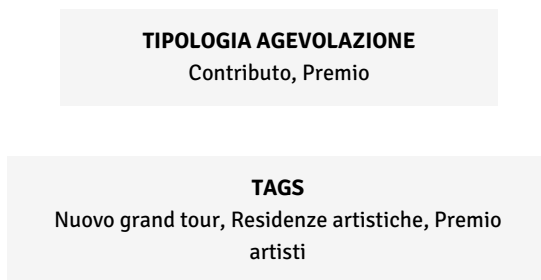 TIPOLOGIA AGEVOLAZIONE
Contributo, Premio
TAGS
Nuovo grand tour, Residenze artistiche, Premio
artisti